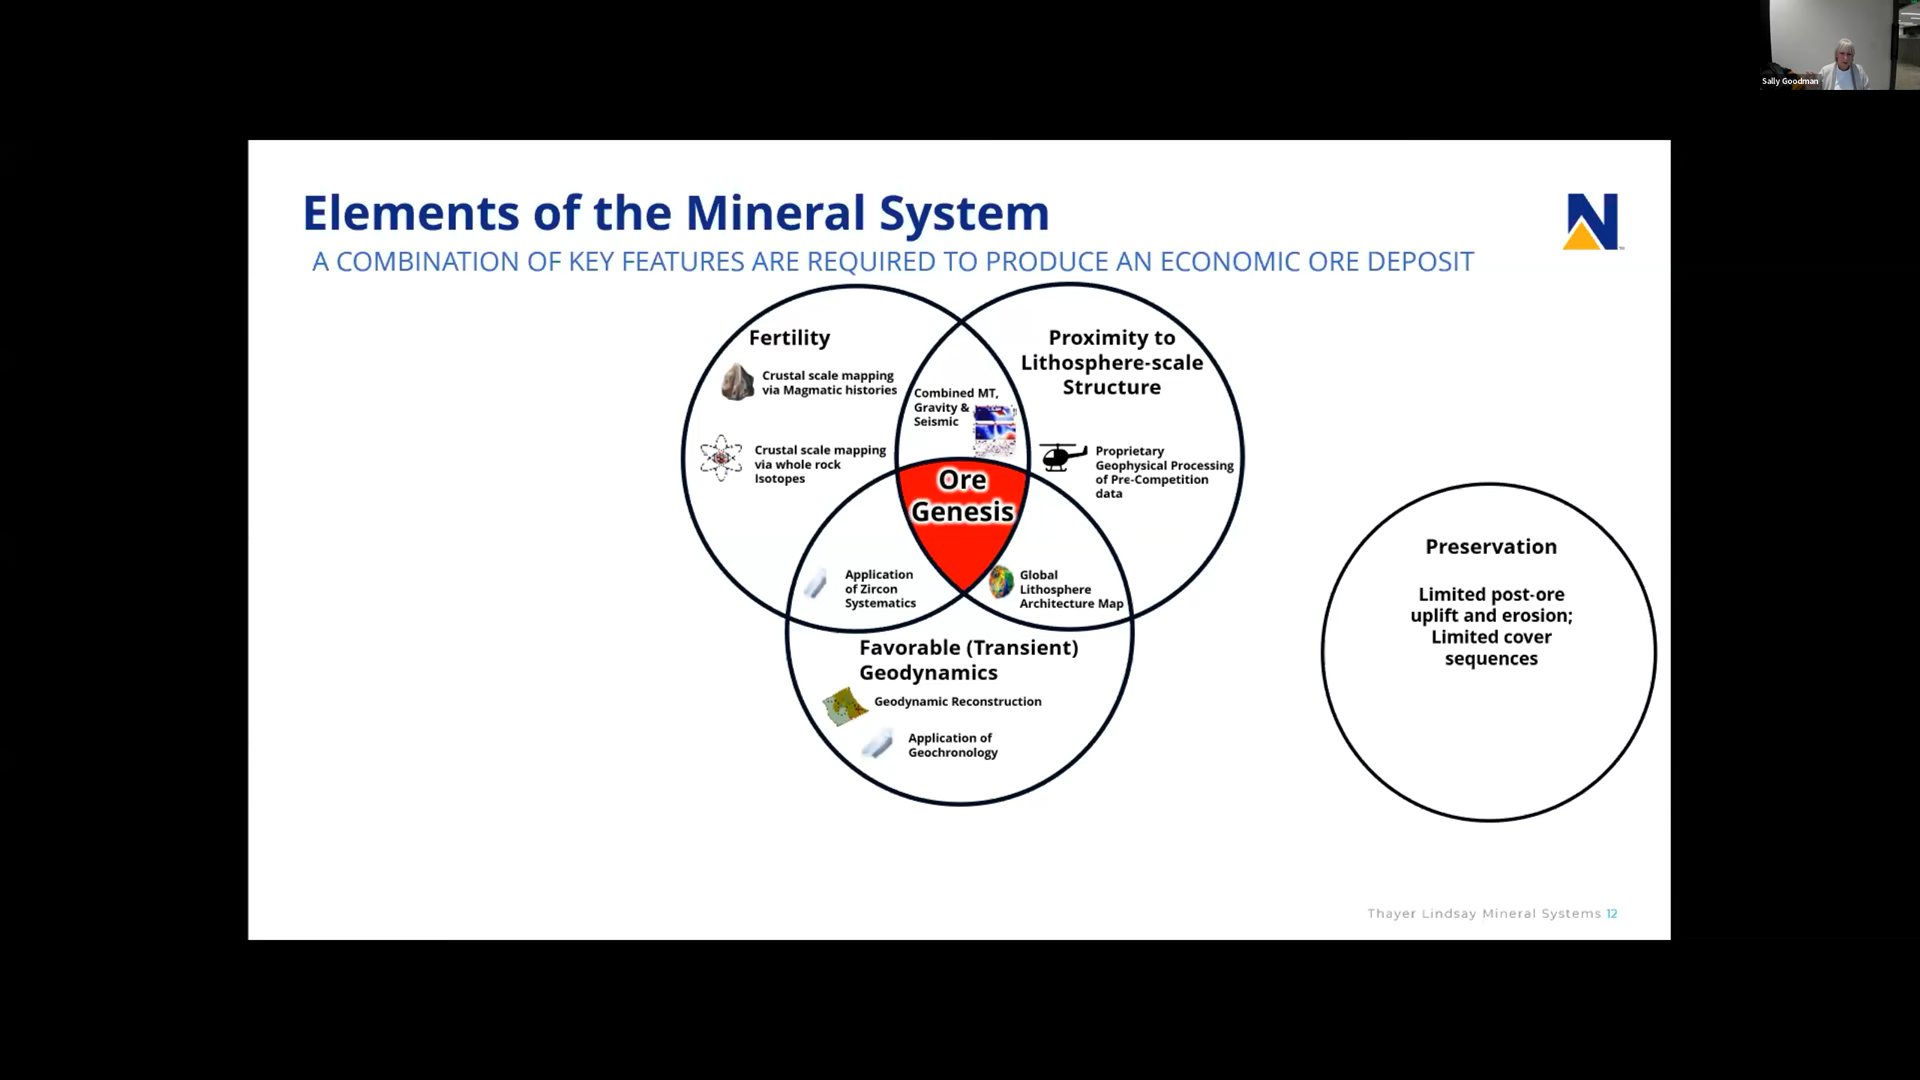 Sally Goodman
Elements of the Mineral System
A COMBINATION OF KEY FEATURES ARE REQUIRED TO PRODUCE AN ECONOMIC ORE DEPOSIT
Fertility
Crustal scale mapping
via Magmatic histories
Crustal scale mapping
via whole rock
Isotopes
Combined MT,
Gravity &
Seismic
Proximity to
Lithosphere-scale
Structure
Proprietary
Geophysical Processing
of Pre-Competition
data
Ore
Genesis
Application
of Zircon
Systematics
Global
Lithosphere
Architecture Map
Favorable (Transient)
Geodynamics
Geodynamic Reconstruction
Application of
Geochronology
Preservation
Limited post-ore
uplift and erosion;
Limited cover
sequences
Thayer Lindsay Mineral Systems 12